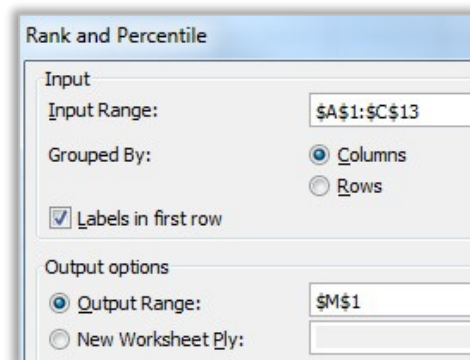 Rank and Percentile
Input
Input Range: $A$1:$C$13
Grouped By: Columns
Rows
Labels in first row
Output options
Output Range: $M$1
New Worksheet Ply: